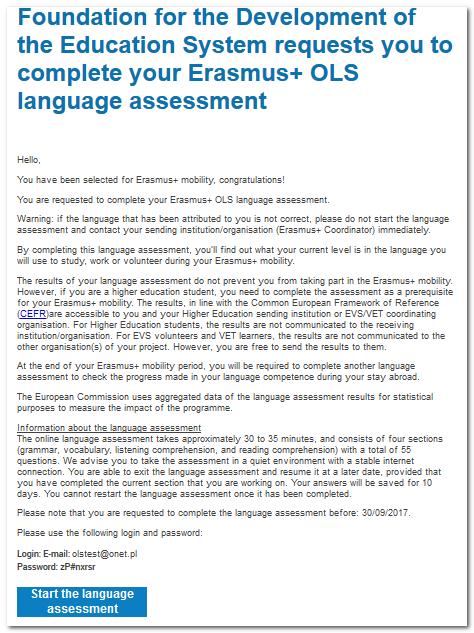 Foundation for the Development of
the Education System requests you to
complete your Erasmus+ OLS
language assessment
Hello,
You have been selected for Erasmus+ mobility, congratulations!
You are requested to complete your Erasmus+ OLS language assessment.
Warning: if the language that has been attributed to you is not correct, please do not start the language
assessment and contact your sending institution/organisation (Erasmus+ Coordinator) immediately.
By completing this language assessment, you'll find out what your current level is in the language you
will use to study, work or volunteer during your Erasmus+ mobility.
The results of your language assessment do not prevent you from taking part in the Erasmus+ mobility.
However, if you are a higher education student, you need to complete the assessment as a prerequisite
for your Erasmus+ mobility. The results, in line with the Common European Framework of Reference
(CEFR)are accessible to you and your Higher Education sending institution or EVS/VET coordinating
organisation. For Higher Education students, the results are not communicated to the receiving
institution/organisation. For EVS volunteers and VET learners, the results are not communicated to the
other organisation(s) of your project. However, you are free to send the results to them.
At the end of your Erasmus+ mobility period, you will be required to complete another language
assessment to check the progress made in your language competence during your stay abroad.
The European Commission uses aggregated data of the language assessment results for statistical
purposes to measure the impact of the programme.
Information about the language assessment
The online language assessment takes approximately 30 to 35 minutes, and consists of four sections
(grammar, vocabulary, listening comprehension, and reading comprehension) with a total of 55
questions. We advise you to take the assessment in a quiet environment with a stable internet
connection. You are able to exit the language assessment and resume it at a later date, provided that
you have completed the current section that you are working on. Your answers will be saved for 10
days. You cannot restart the language assessment once it has been completed.
Please note that you are requested to complete the language assessment before: 30/09/2017.
Please use the following login and password:
Login: E-mail: olstest@onet.pl
Password: zP#nxrsr
Start the language
assessment